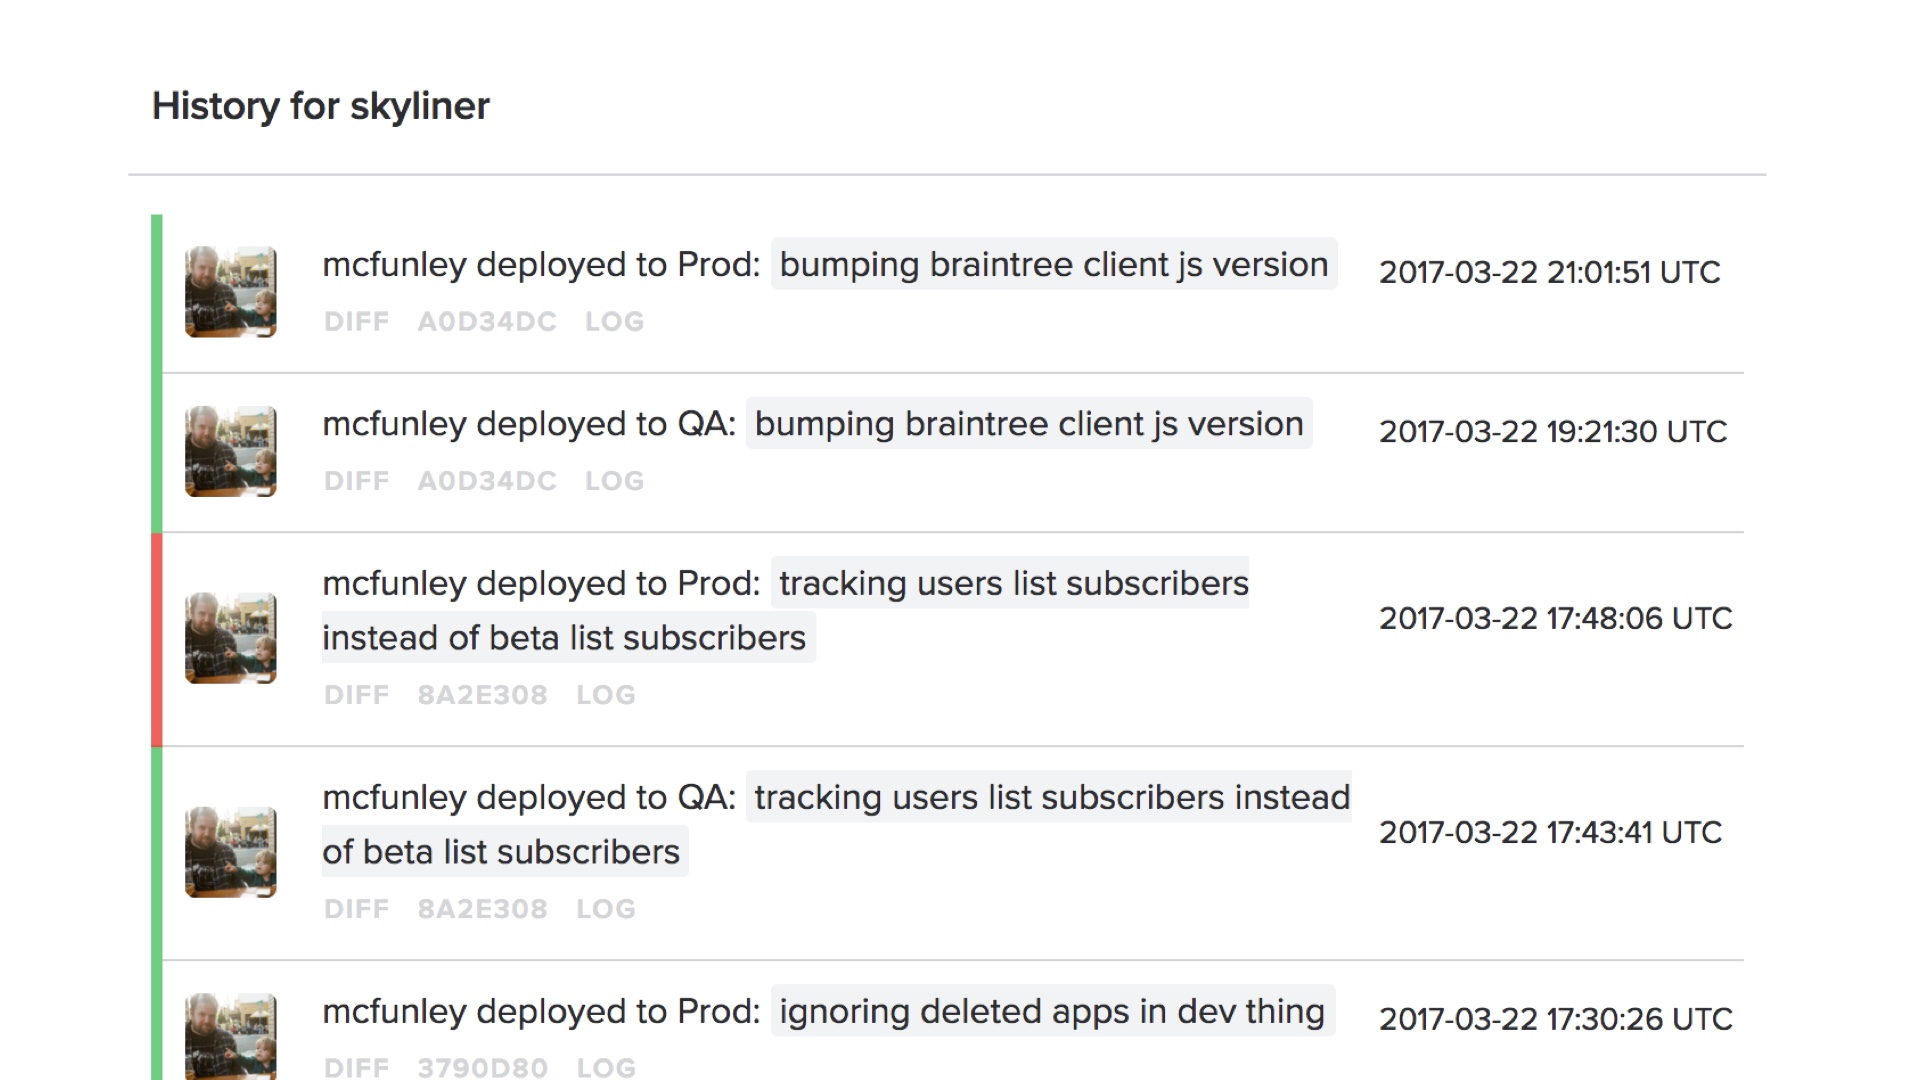 History for skyliner
mcfunley deployed to Prod: bumping braintree client js version
2017-03-22 21:01:51 UTC
DIFF A0D34DC LOG
mcfunley deployed to QA: bumping braintree client js version
2017-03-22 19:21:30 UTC
DIFF A0D34DC LOG
mcfunley deployed to Prod: tracking users list subscribers
instead of beta list subscribers
2017-03-22 17:48:06 UTC
DIFF 8A2E308 LOG
mcfunley deployed to QA: tracking users list subscribers instead
of beta list subscribers
2017-03-22 17:43:41 UTC
DIFF 8A2E308 LOG
mcfunley deployed to Prod: ignoring deleted apps in dev thing
2017-03-22 17:30:26 UTC
DIFF 3790D80 LOG